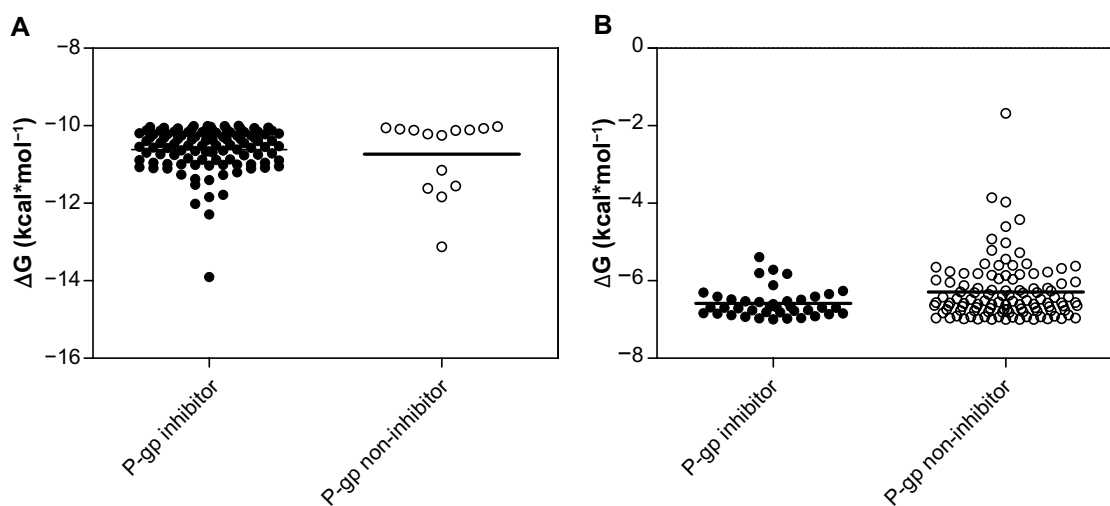 A
ΔG (kcal*mol⁻¹)
−8
−10
−12
−14
−16
P-gp inhibitor
P-gp non-inhibitor
B
ΔG (kcal*mol⁻¹)
0
−2
−4
−6
−8
P-gp inhibitor
P-gp non-inhibitor